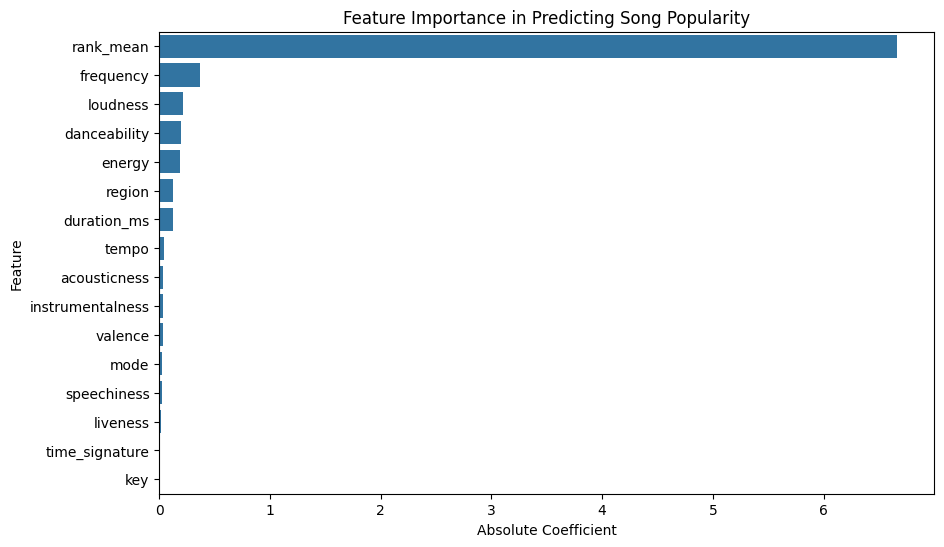 Feature Importance in Predicting Song Popularity
Feature
rank_mean
frequency
loudness
danceability
energy
region
duration_ms
tempo
acousticness
instrumentalness
valence
mode
speechiness
liveness
time_signature
key
0 1 2 3 4 5 6
Absolute Coefficient